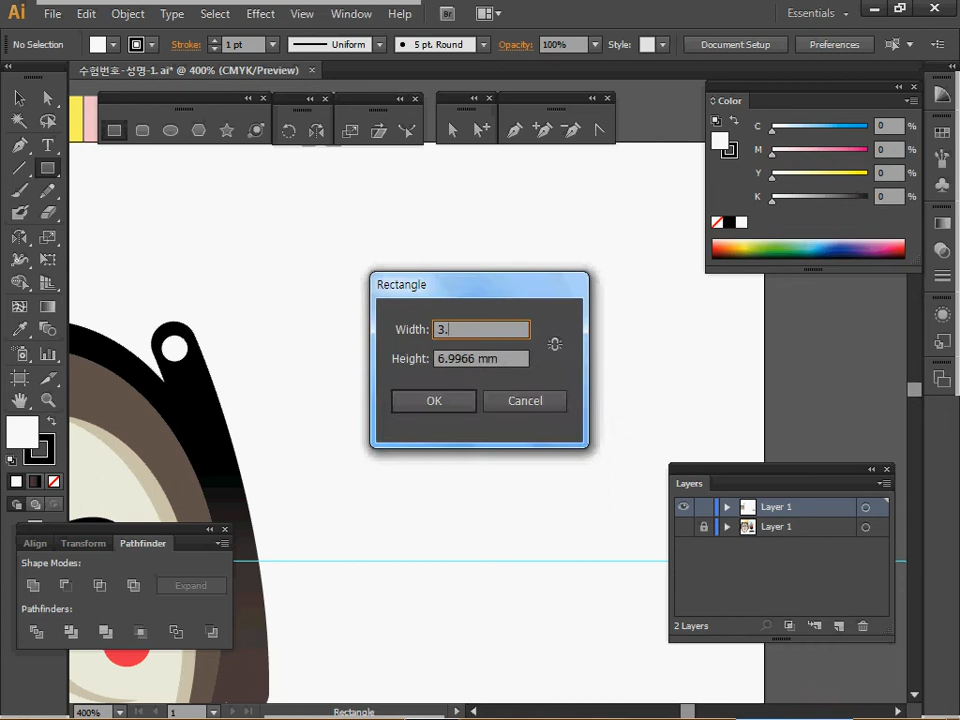 Ai File Edit Object Type Select Effect View Window Help Br Essentials
No Selection Stroke: 1 pt Uniform 5 pt. Round Opacity: 100% Style: Document Setup Preferences
수험번호-성명-1.ai* @ 400% (CMYK/Preview)
Color
C 0 %
M 0 %
Y 0 %
K 0 %
Rectangle
Width: 3.
Height: 6.9966 mm
OK Cancel
Layers
Layer 1
Layer 1
2 Layers
Align Transform Pathfinder
Shape Modes:
Expand
Pathfinders:
400% 1 Rectangle